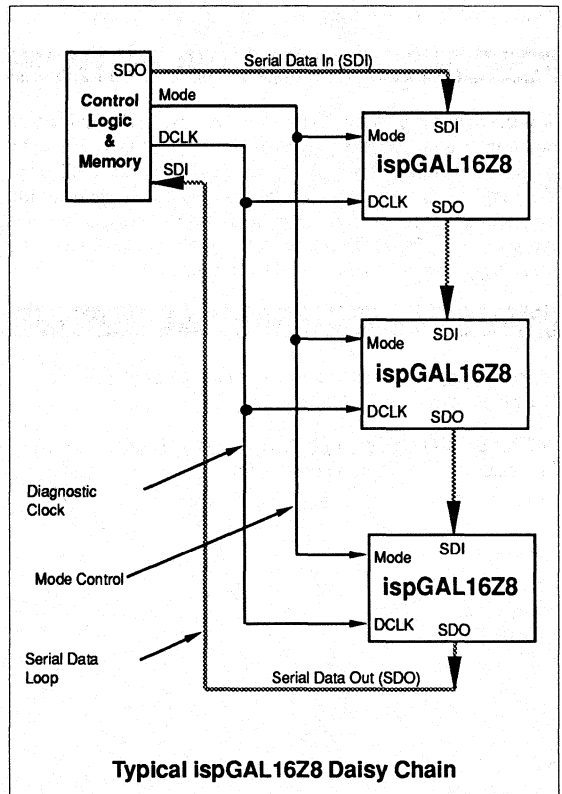 Serial Data In (SDI)
SDO
Control
Logic
&
Memory
Mode
DCLK
SDI
SDI
Mode
ispGAL16Z8
DCLK
SDO
SDI
Mode
ispGAL16Z8
DCLK
SDO
SDI
Mode
ispGAL16Z8
DCLK
SDO
Diagnostic
Clock
Mode Control
Serial Data
Loop
Serial Data Out (SDO)
Typical ispGAL16Z8 Daisy Chain